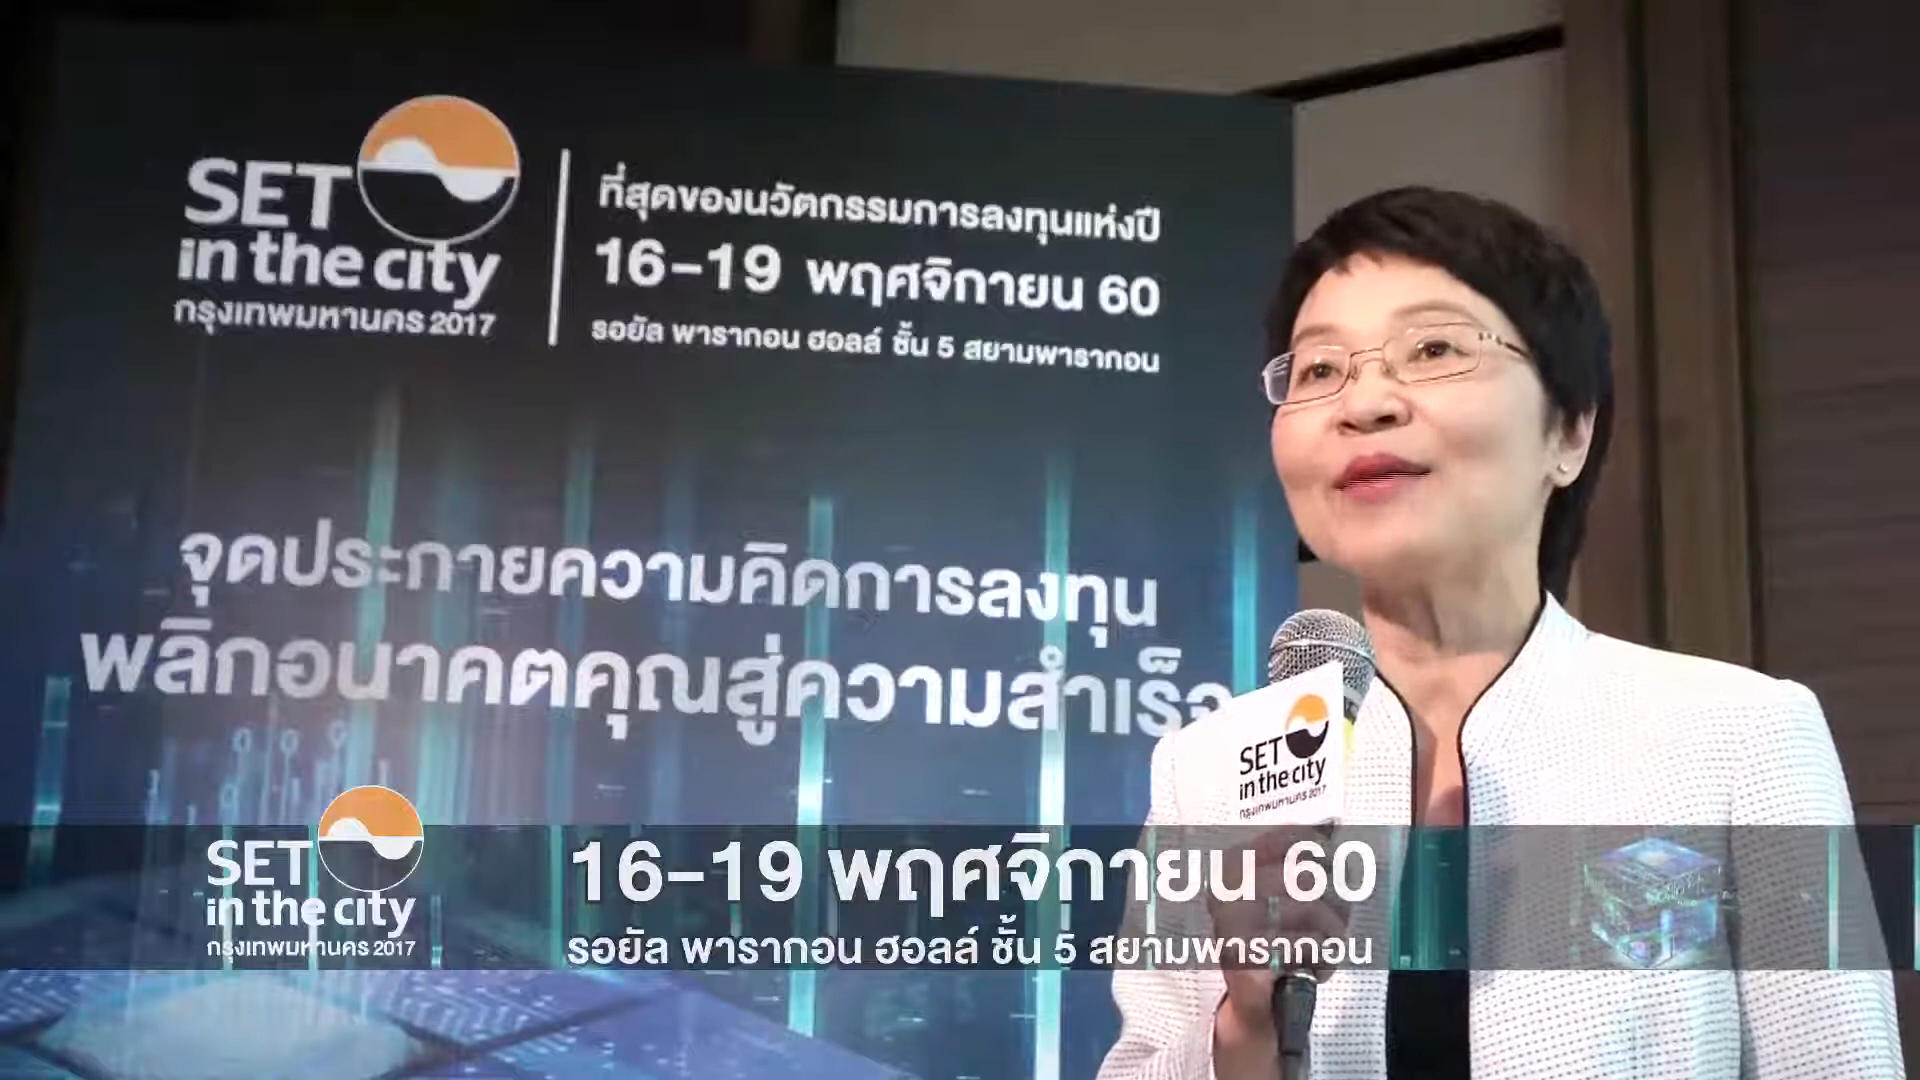 SET
in the city
กรุงเทพมหานคร 2017
ที่สุดของนวัตกรรมการลงทุนแห่งปี
16-19 พฤศจิกายน 60
รอยัล พารากอน ฮอลล์ ชั้น 5 สยามพารากอน
จุดประกายความคิดการลงทุน
พลิกอนาคตคุณสู่ความสำเร็จ
SET
in the city
กรุงเทพมหานคร 2017
SET
in the city
กรุงเทพมหานคร 2017
16-19 พฤศจิกายน 60
รอยัล พารากอน ฮอลล์ ชั้น 5 สยามพารากอน